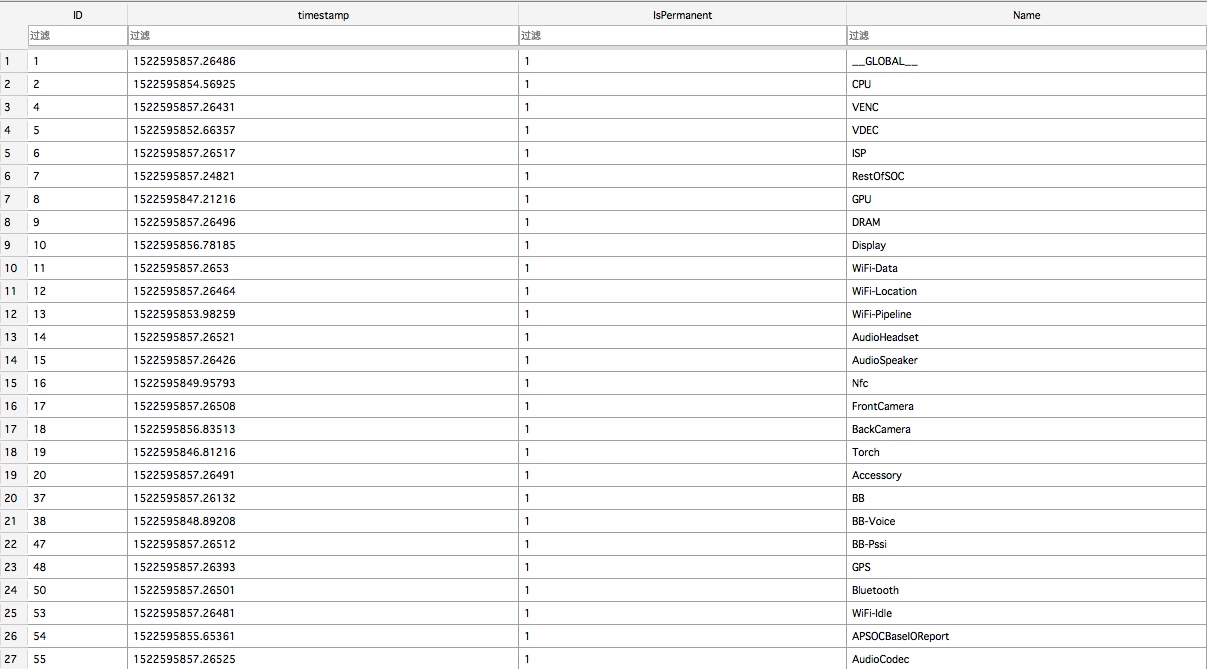 ID timestamp IsPermanent Name
过滤 过滤 过滤 过滤
1 1 1522595857.26486 1 __GLOBAL__
2 2 1522595854.56925 1 CPU
3 4 1522595857.26431 1 VENC
4 5 1522595852.66357 1 VDEC
5 6 1522595857.26517 1 ISP
6 7 1522595857.24821 1 RestOfSOC
7 8 1522595847.21216 1 GPU
8 9 1522595857.26496 1 DRAM
9 10 1522595856.78185 1 Display
10 11 1522595857.2653 1 WiFi-Data
11 12 1522595857.26464 1 WiFi-Location
12 13 1522595853.98259 1 WiFi-Pipeline
13 14 1522595857.26521 1 AudioHeadset
14 15 1522595857.26426 1 AudioSpeaker
15 16 1522595849.95793 1 Nfc
16 17 1522595857.26508 1 FrontCamera
17 18 1522595856.83513 1 BackCamera
18 19 1522595846.81216 1 Torch
19 20 1522595857.26491 1 Accessory
20 37 1522595857.26132 1 BB
21 38 1522595848.89208 1 BB-Voice
22 47 1522595857.26512 1 BB-Pssi
23 48 1522595857.26393 1 GPS
24 50 1522595857.26501 1 Bluetooth
25 53 1522595857.26481 1 WiFi-Idle
26 54 1522595855.65361 1 APSOCBaseIOReport
27 55 1522595857.26525 1 AudioCodec